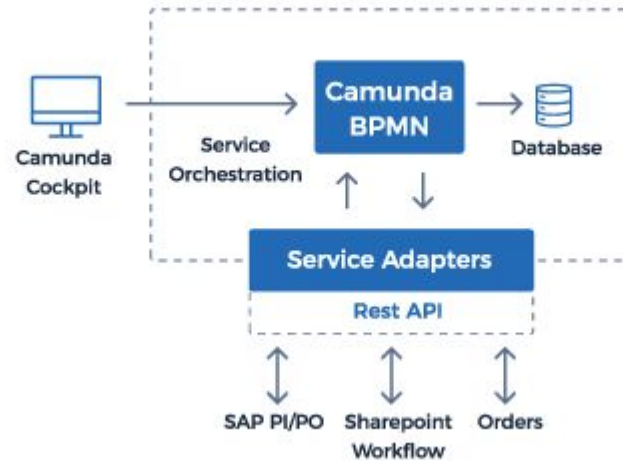 Camunda
BPMN
Camunda
Cockpit
Service
Orchestration
Database
Service Adapters
Rest API
SAP PI/PO
Sharepoint
Workflow
Orders